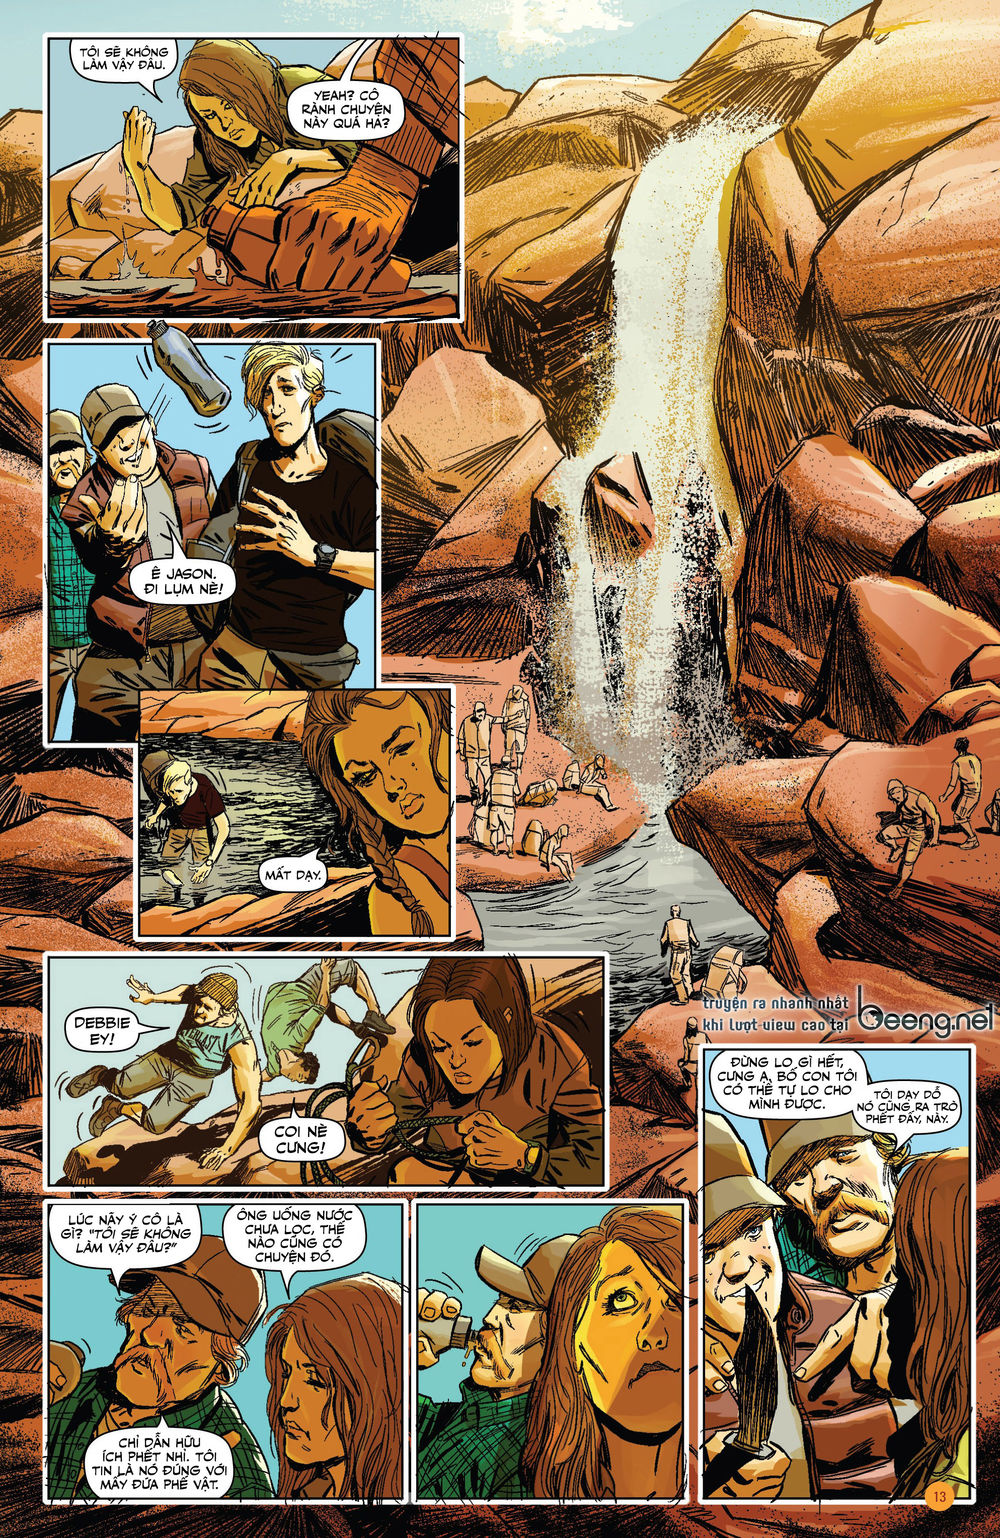 TÔI SẼ KHÔNG
LÀM VẬY ĐÂU.
YEAH? CÔ
RÀNH CHUYỆN
NÀY QUÁ HẢ?
Ê JASON.
ĐI LỤM NÈ!
MẤT DẠY.
DEBBIE
EY!
COI NÈ
CƯNG!
truyện ra nhanh nhất
khi lượt view cao tại
beeng.net
LÚC NÃY Ý CÔ LÀ
GÌ? "TÔI SẼ KHÔNG
LÀM VẬY ĐÂU?"
ÔNG UỐNG NƯỚC
CHƯA LỌC, THẾ
NÀO CŨNG CÓ
CHUYỆN ĐÓ.
CHỈ DẪN HỮU
ÍCH PHẾT NHỈ. TÔI
TIN LÀ NÓ ĐÚNG VỚI
MẤY ĐỨA PHẾ VẬT.
ĐỪNG LO GÌ HẾT,
CƯNG Ạ, BỐ CON TÔI
CÓ THỂ TỰ LO CHO
MÌNH ĐƯỢC.
TÔI DẠY DỖ
NÓ CŨNG RA TRÒ
PHẾT ĐẤY, NÀY.
13